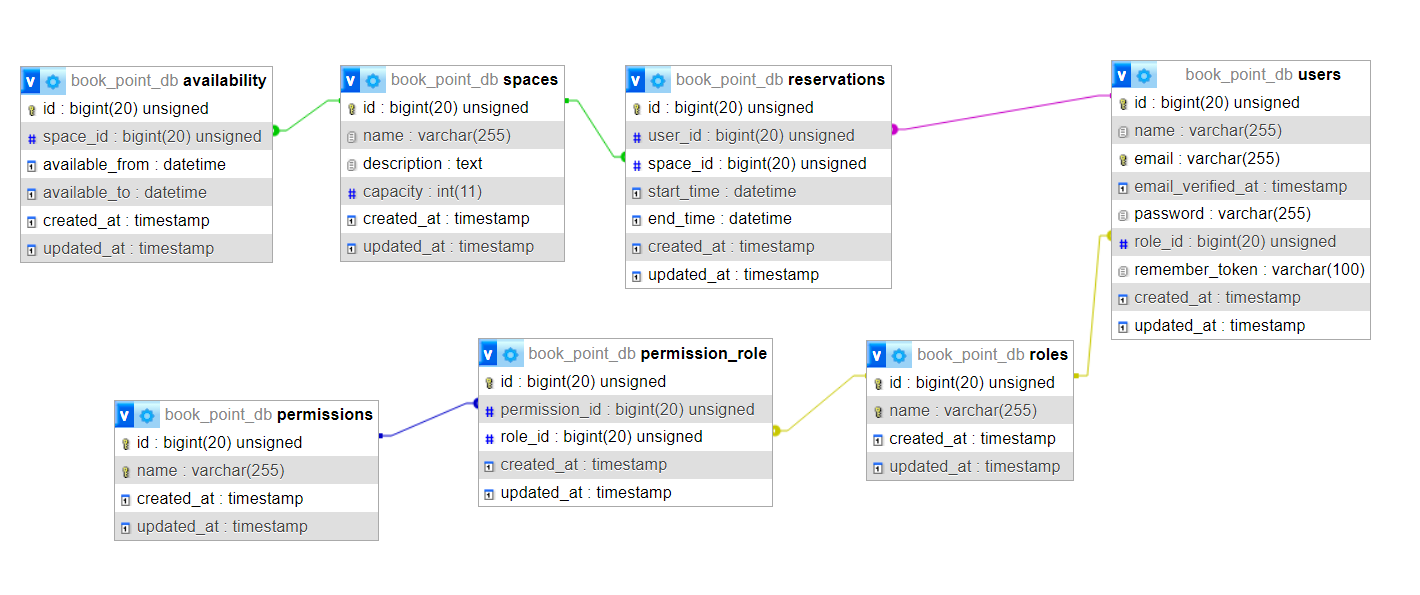 book_point_db availability
id : bigint(20) unsigned
space_id : bigint(20) unsigned
available_from : datetime
available_to : datetime
created_at : timestamp
updated_at : timestamp
book_point_db spaces
id : bigint(20) unsigned
name : varchar(255)
description : text
capacity : int(11)
created_at : timestamp
updated_at : timestamp
book_point_db reservations
id : bigint(20) unsigned
user_id : bigint(20) unsigned
space_id : bigint(20) unsigned
start_time : datetime
end_time : datetime
created_at : timestamp
updated_at : timestamp
book_point_db users
id : bigint(20) unsigned
name : varchar(255)
email : varchar(255)
email_verified_at : timestamp
password : varchar(255)
role_id : bigint(20) unsigned
remember_token : varchar(100)
created_at : timestamp
updated_at : timestamp
book_point_db permissions
id : bigint(20) unsigned
name : varchar(255)
created_at : timestamp
updated_at : timestamp
book_point_db permission_role
id : bigint(20) unsigned
permission_id : bigint(20) unsigned
role_id : bigint(20) unsigned
created_at : timestamp
updated_at : timestamp
book_point_db roles
id : bigint(20) unsigned
name : varchar(255)
created_at : timestamp
updated_at : timestamp